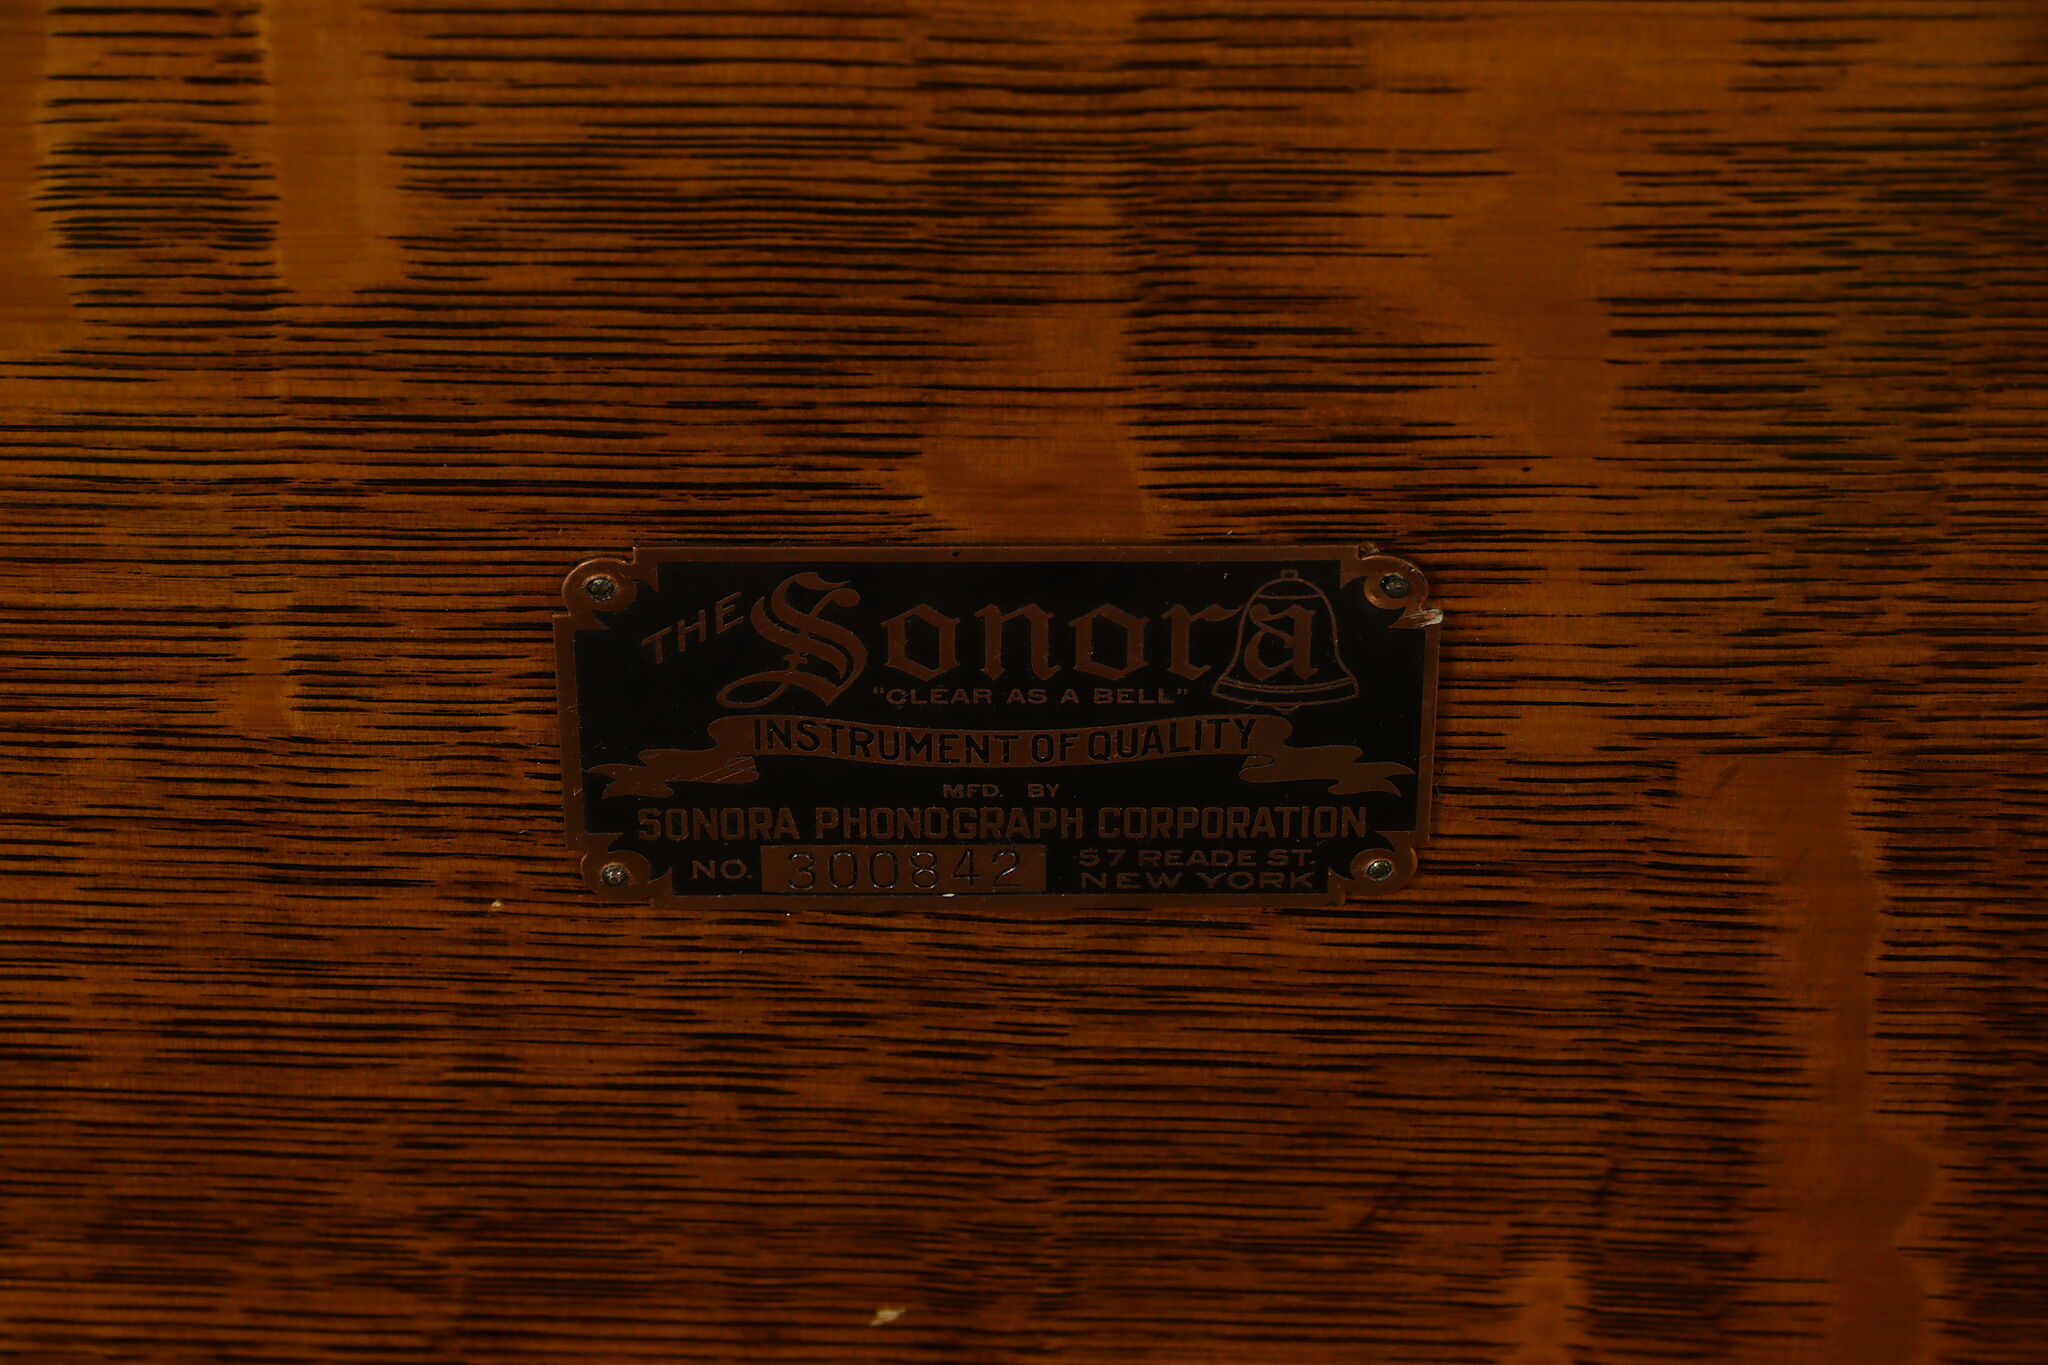 THE Sonora
"CLEAR AS A BELL"
INSTRUMENT OF QUALITY
MFD. BY
SONORA PHONOGRAPH CORPORATION
NO. 300842
57 READE ST.
NEW YORK